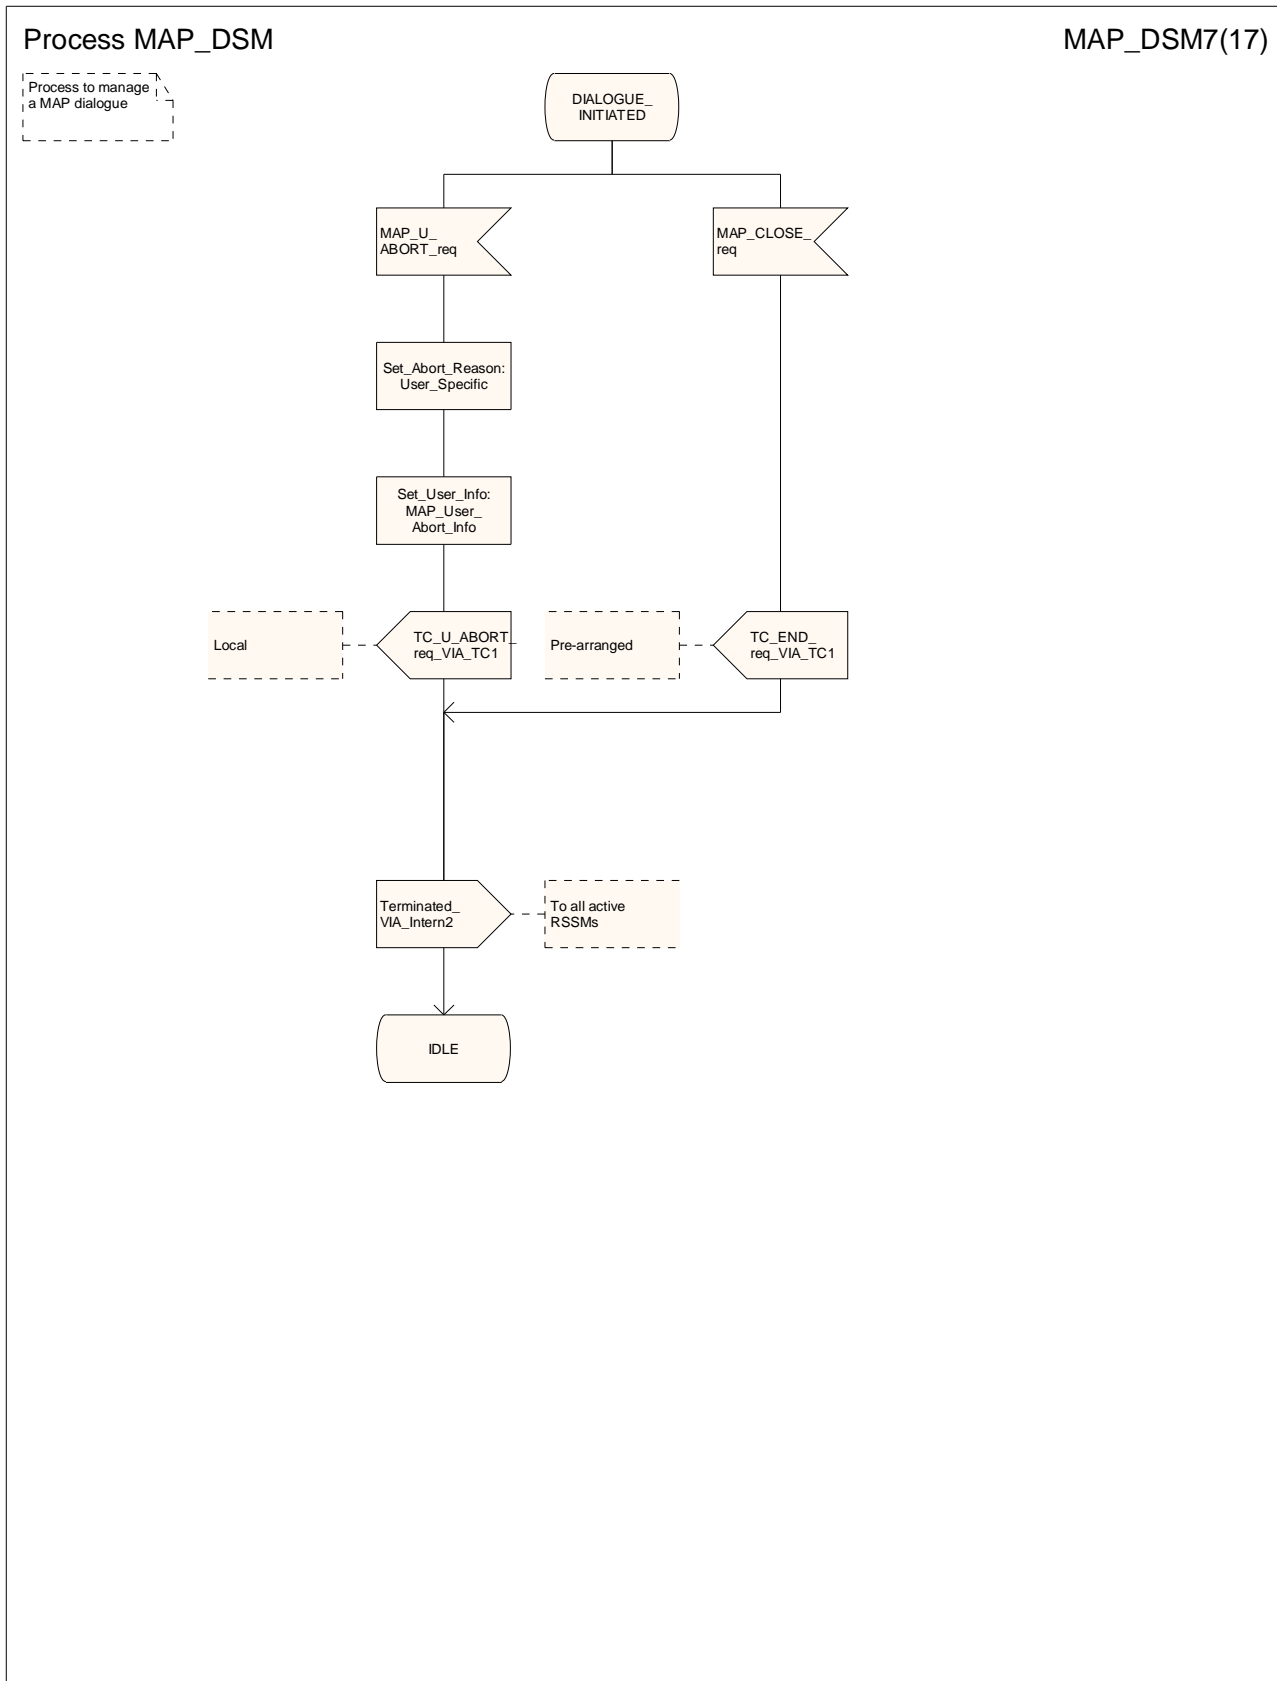 Process MAP_DSM
MAP_DSM7(17)
Process to manage
a MAP dialogue
DIALOGUE_
INITIATED
MAP_U_
ABORT_req
MAP_CLOSE_
req
Set_Abort_Reason:
User_Specific
Set_User_Info:
MAP_User_
Abort_Info
Local
TC_U_ABORT_
req_VIA_TC1
Pre-arranged
TC_END_
req_VIA_TC1
Terminated_
VIA_Intern2
To all active
RSSMs
IDLE